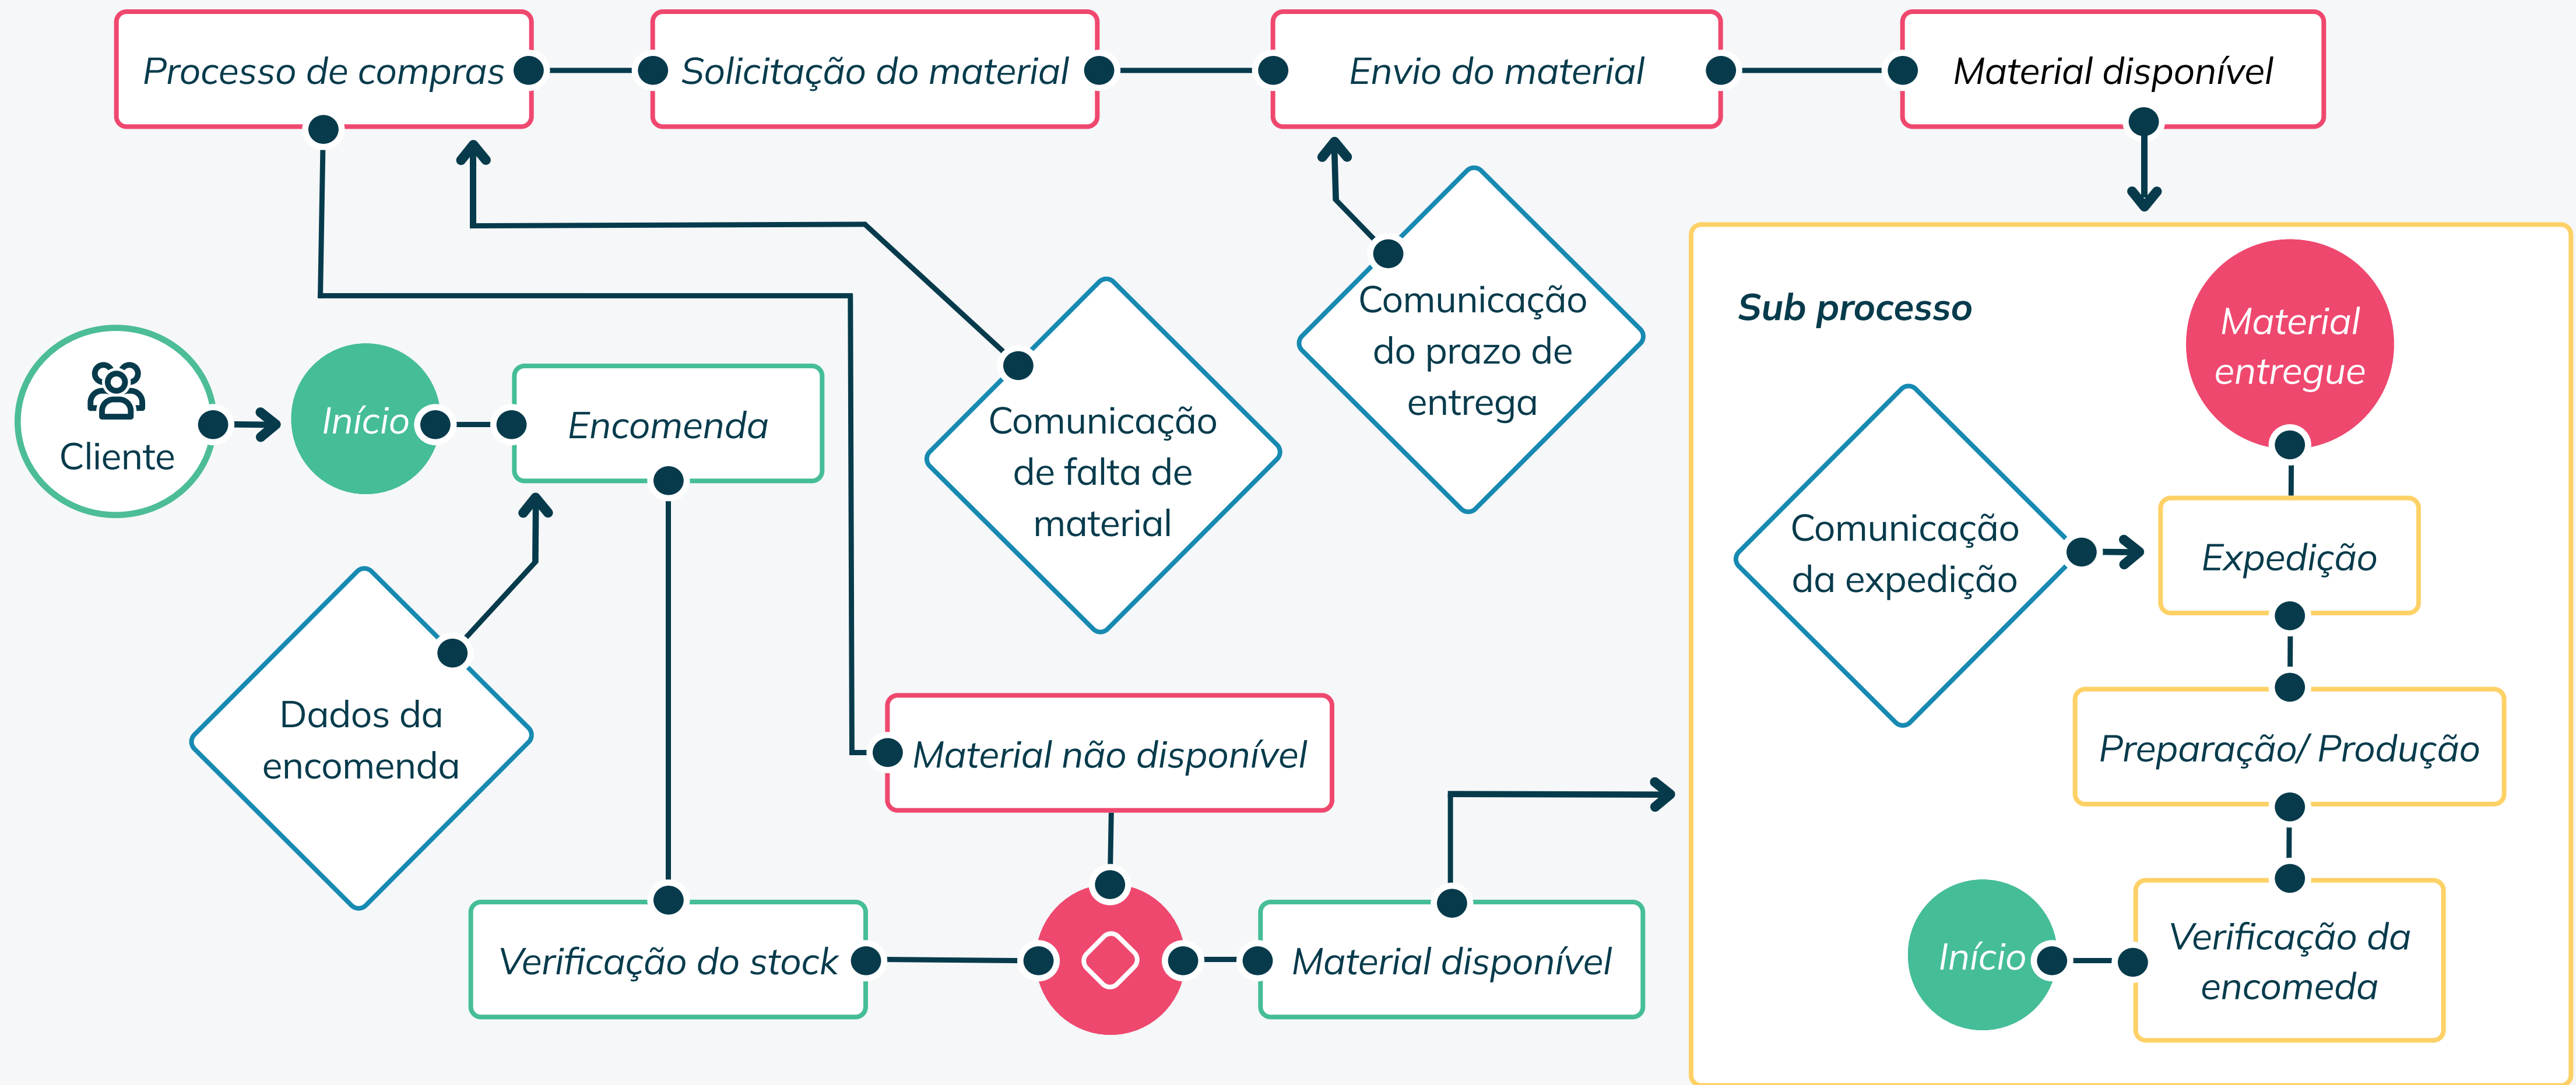 Processo de compras
Solicitação do material
Envio do material
Material disponível
Cliente
Início
Encomenda
Comunicação
de falta de
material
Comunicação
do prazo de
entrega
Dados da
encomenda
Material não disponível
Verificação do stock
Material disponível
Sub processo
Material
entregue
Comunicação
da expedição
Expedição
Preparação/ Produção
Início
Verificação da
encomeda